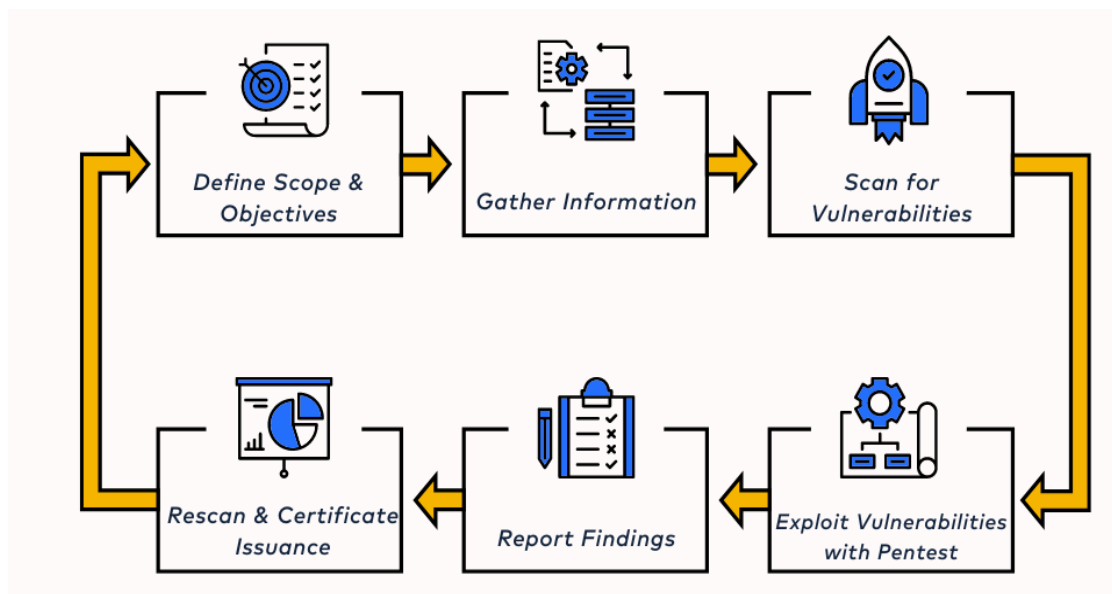 Define Scope &
Objectives
Gather Information
Scan for
Vulnerabilities
Exploit Vulnerabilities
with Pentest
Report Findings
Rescan & Certificate
Issuance